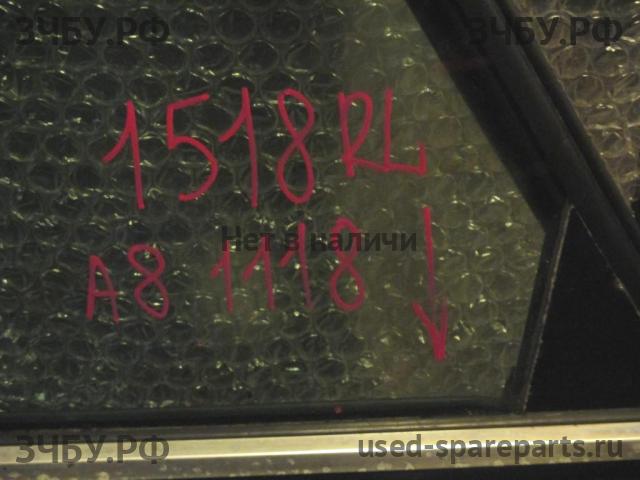 ЗЧБУ.РФ ЗЧБУ.РФ
1518 RL
Нет в наличи
A8 1118
ЗЧБУ.РФ used-spareparts.ru